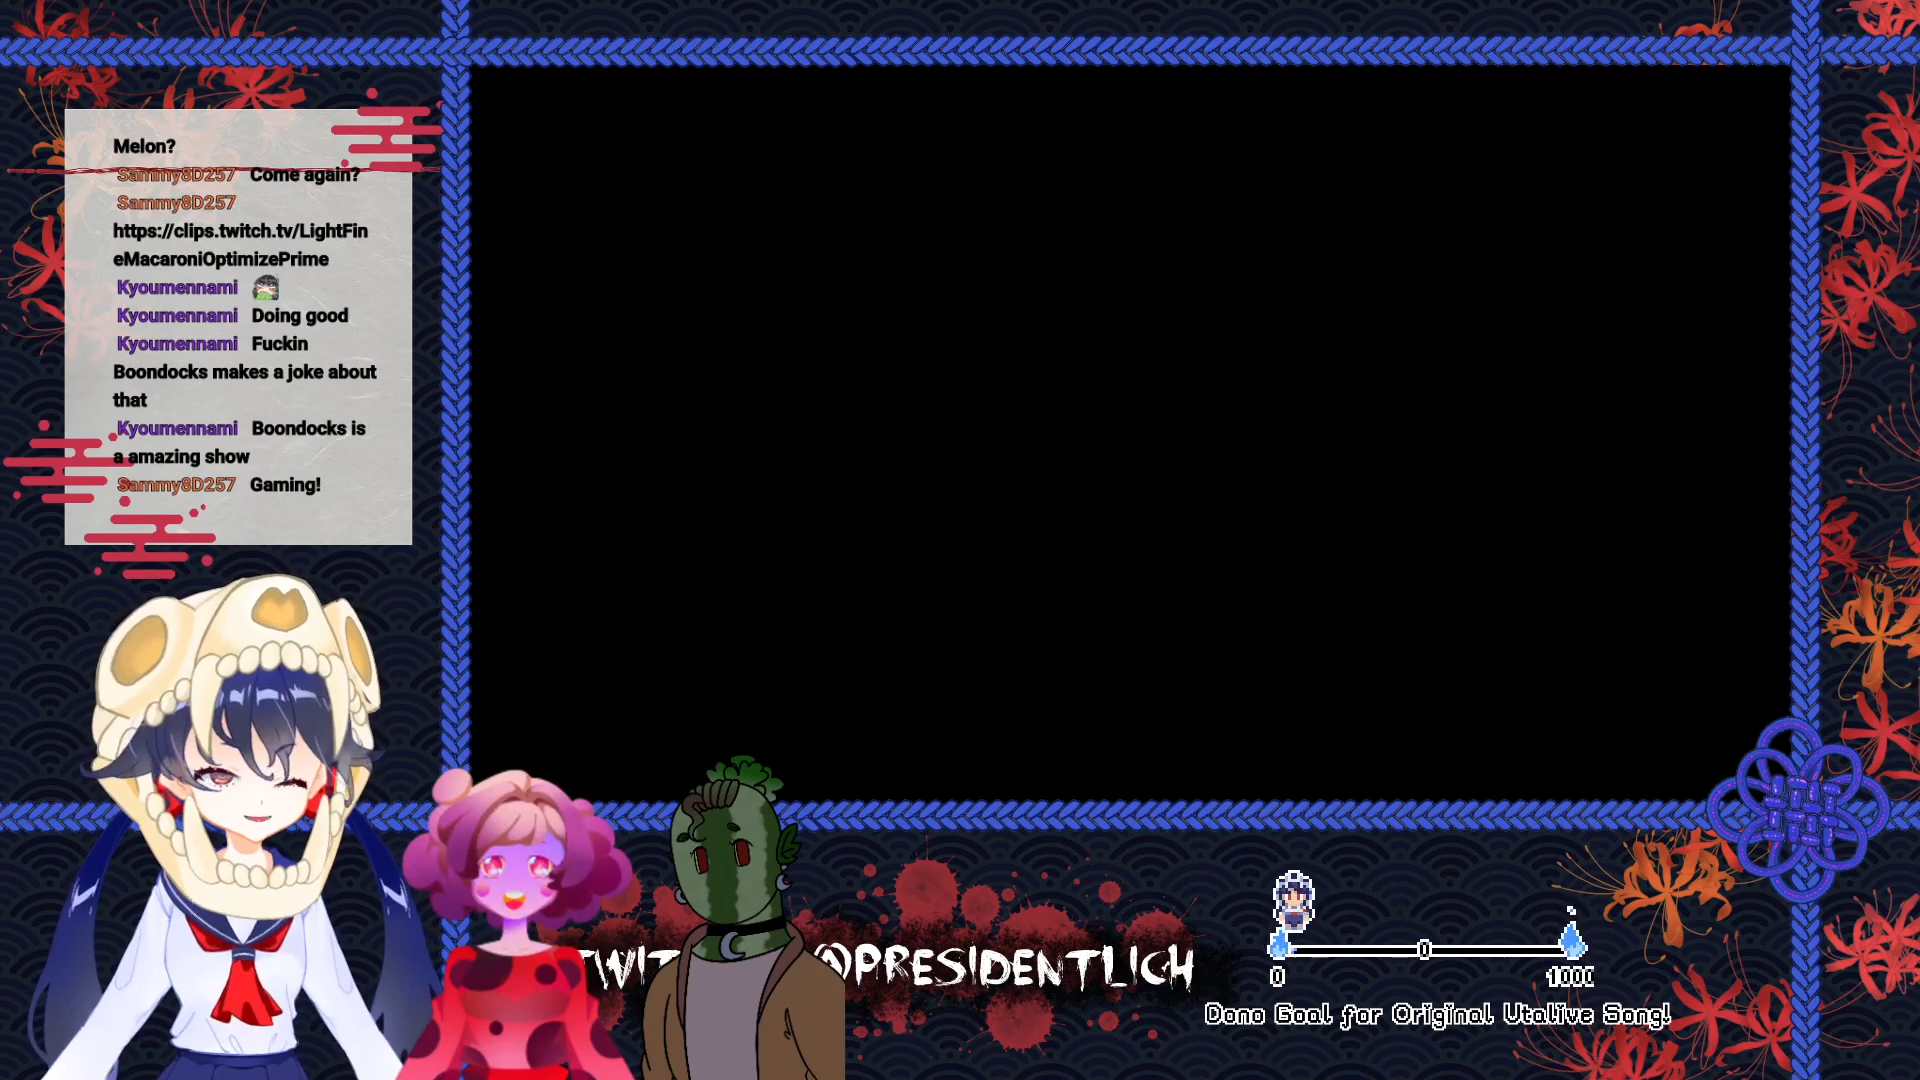 Melon?
Sammy8D257 Come again?
Sammy8D257
https://clips.twitch.tv/LightFin
eMacaroniOptimizePrime
Kyoumennami
Kyoumennami Doing good
Kyoumennami Fuckin
Boondocks makes a joke about
that
Kyoumennami Boondocks is
a amazing show
Sammy8D257 Gaming!
@PRESIDENTLICH
0
0 1000
Dono Goal for Original Utalive Song!